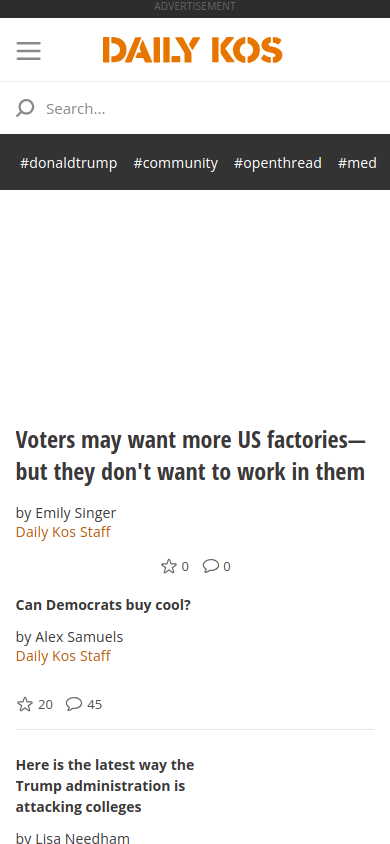 ADVERTISEMENT
DAILY KOS
Search...
#donaldtrump #community #openthread #med
Voters may want more US factories—
but they don't want to work in them
by Emily Singer
Daily Kos Staff
0 0
Can Democrats buy cool?
by Alex Samuels
Daily Kos Staff
20 45
Here is the latest way the
Trump administration is
attacking colleges
by Lisa Needham